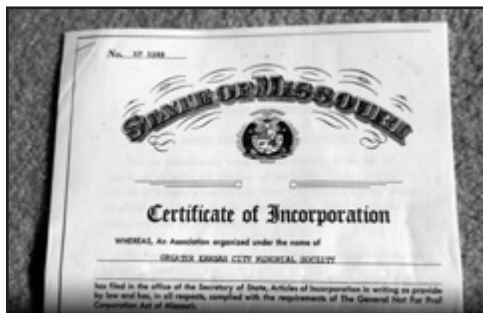 No.
STATE OF MISSOURI
Certificate of Incorporation
WHEREAS, An Association organized under the name of
GREATER KANSAS CITY MEMORIAL SOCIETY
has filed in the office of the Secretary of State, Articles of Incorporation in writing as provide
by law and has, in all respects, complied with the requirements of The General Not For Prof
Corporation Act of Missouri.